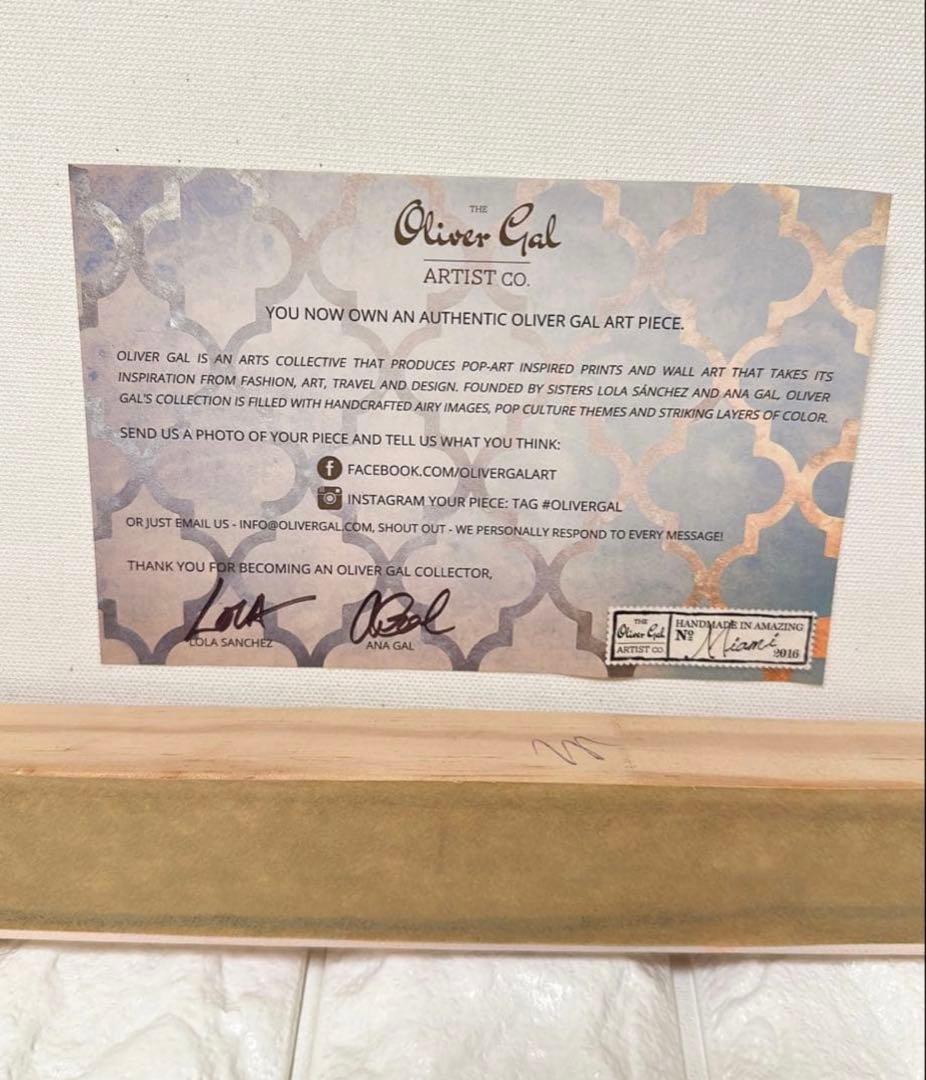 THE
Oliver Gal
ARTIST CO.
YOU NOW OWN AN AUTHENTIC OLIVER GAL ART PIECE.
OLIVER GAL IS AN ARTS COLLECTIVE THAT PRODUCES POP-ART INSPIRED PRINTS AND WALL ART THAT TAKES ITS
INSPIRATION FROM FASHION, ART, TRAVEL AND DESIGN. FOUNDED BY SISTERS LOLA SÁNCHEZ AND ANA GAL, OLIVER
GAL'S COLLECTION IS FILLED WITH HANDCRAFTED AIRY IMAGES, POP CULTURE THEMES AND STRIKING LAYERS OF COLOR.
SEND US A PHOTO OF YOUR PIECE AND TELL US WHAT YOU THINK:
FACEBOOK.COM/OLIVERGALART
INSTAGRAM YOUR PIECE: TAG #OLIVERGAL
OR JUST EMAIL US - INFO@OLIVERGAL.COM, SHOUT OUT - WE PERSONALLY RESPOND TO EVERY MESSAGE!
THANK YOU FOR BECOMING AN OLIVER GAL COLLECTOR,
LOLA
LOLA SANCHEZ
ANA GAL
THE
Oliver Gal
ARTIST CO.
HANDMADE IN AMAZING
Nº Miami
2016